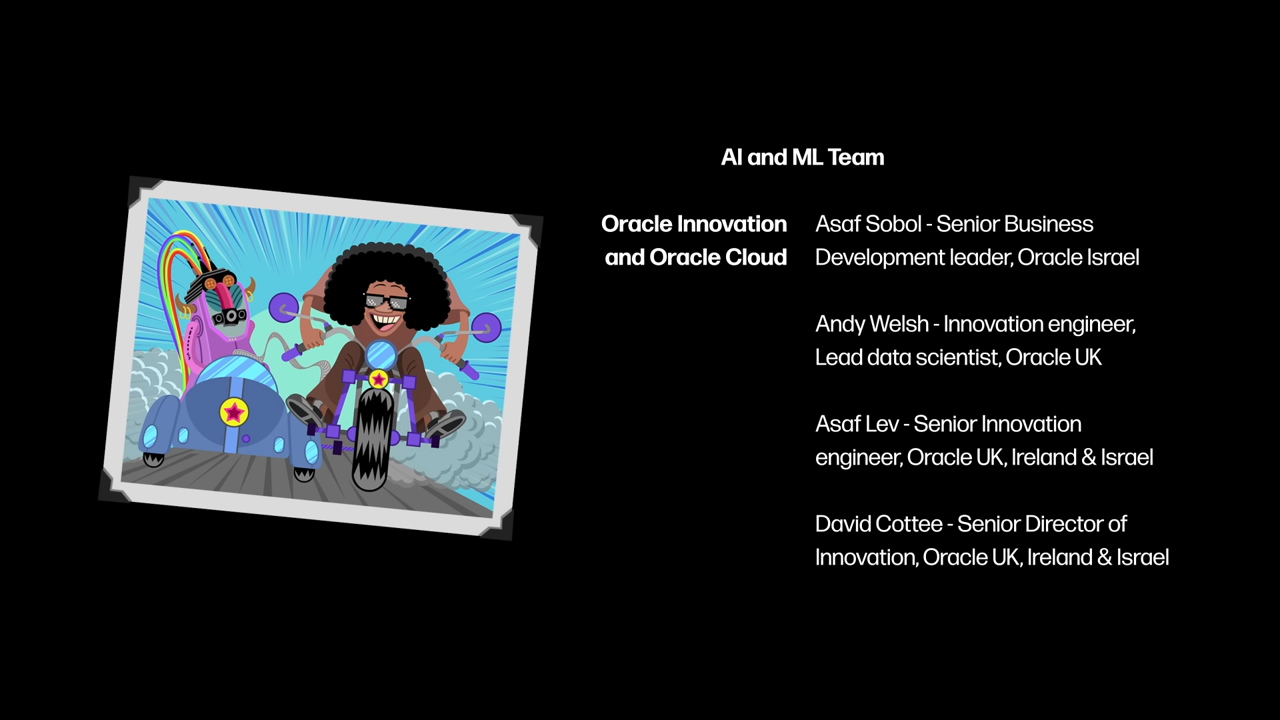 AI and ML Team
Oracle Innovation
and Oracle Cloud
Asaf Sobol - Senior Business
Development leader, Oracle Israel
Andy Welsh - Innovation engineer,
Lead data scientist, Oracle UK
Asaf Lev - Senior Innovation
engineer, Oracle UK, Ireland & Israel
David Cottee - Senior Director of
Innovation, Oracle UK, Ireland & Israel